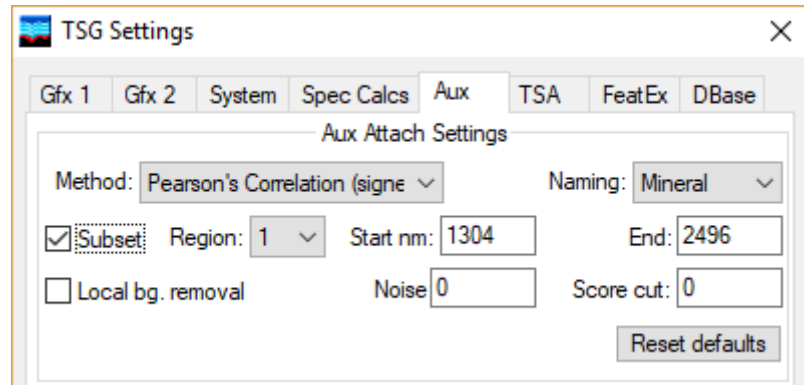 TSG Settings
Gfx 1 Gfx 2 System Spec Calcs Aux TSA FeatEx DBase
Aux Attach Settings
Method: Pearson's Correlation (signe Naming: Mineral
Subset Region: 1 Start nm: 1304 End: 2496
Local bg. removal Noise 0 Score cut: 0
Reset defaults